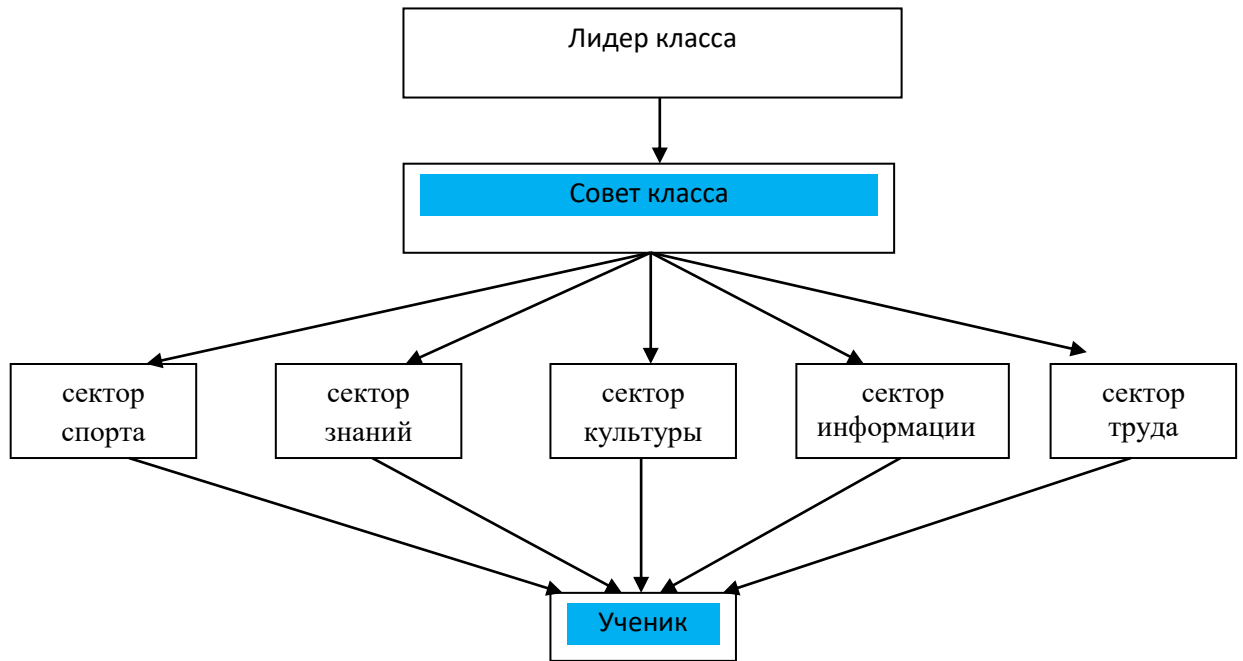 Лидер класса
Совет класса
сектор
спорта
сектор
знаний
сектор
культуры
сектор
информации
сектор
труда
Ученик